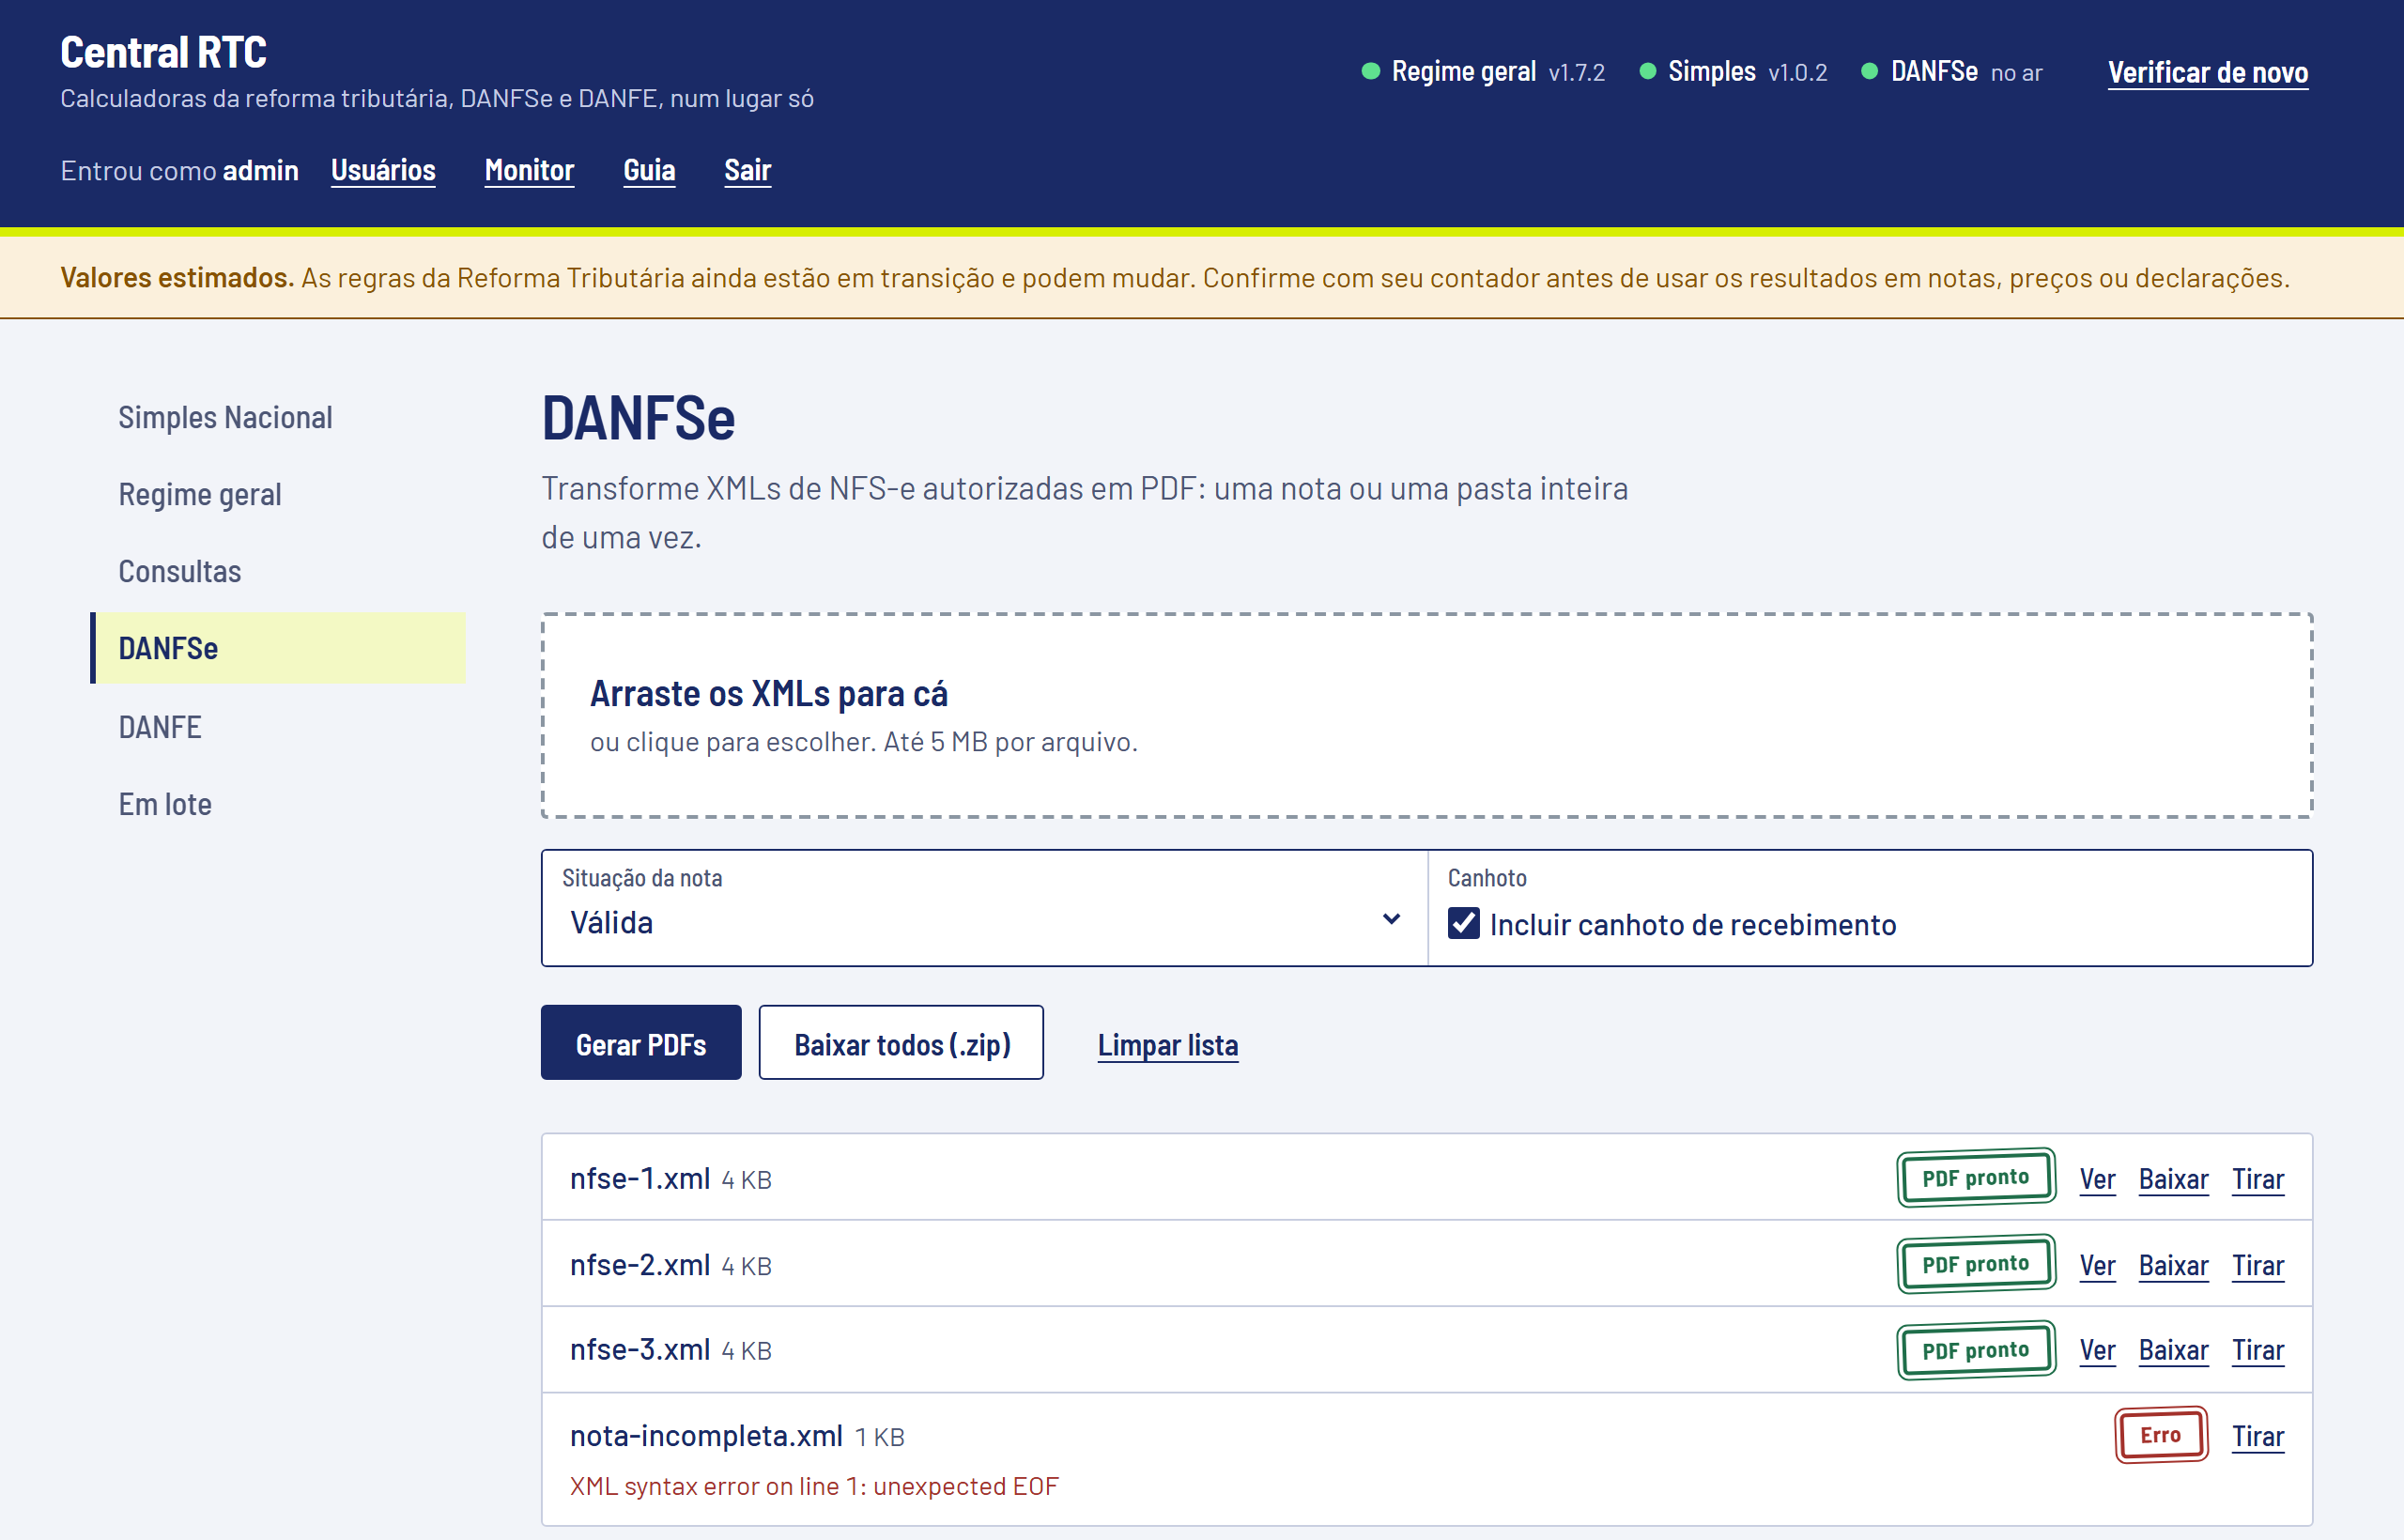 Central RTC
Calculadoras da reforma tributária, DANFSe e DANFE, num lugar só
Regime geral v1.7.2 Simples v1.0.2 DANFSe no ar Verificar de novo
Entrou como admin Usuários Monitor Guia Sair
Valores estimados. As regras da Reforma Tributária ainda estão em transição e podem mudar. Confirme com seu contador antes de usar os resultados em notas, preços ou declarações.
Simples Nacional
Regime geral
Consultas
DANFSe
DANFE
Em lote
DANFSe
Transforme XMLs de NFS-e autorizadas em PDF: uma nota ou uma pasta inteira
de uma vez.
Arraste os XMLs para cá
ou clique para escolher. Até 5 MB por arquivo.
Situação da nota
Válida
Canhoto
Incluir canhoto de recebimento
Gerar PDFs Baixar todos (.zip) Limpar lista
nfse-1.xml 4 KB PDF pronto Ver Baixar Tirar
nfse-2.xml 4 KB PDF pronto Ver Baixar Tirar
nfse-3.xml 4 KB PDF pronto Ver Baixar Tirar
nota-incompleta.xml 1 KB Erro Tirar
XML syntax error on line 1: unexpected EOF